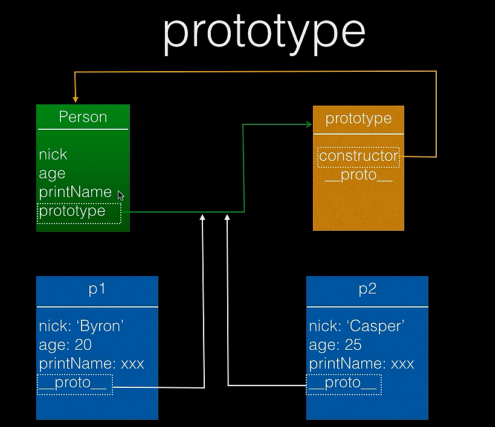 prototype
Person
nick
age
printName
prototype
prototype
constructor
__proto__
p1
nick: ‘Byron’
age: 20
printName: xxx
__proto__
p2
nick: ‘Casper’
age: 25
printName: xxx
__proto__